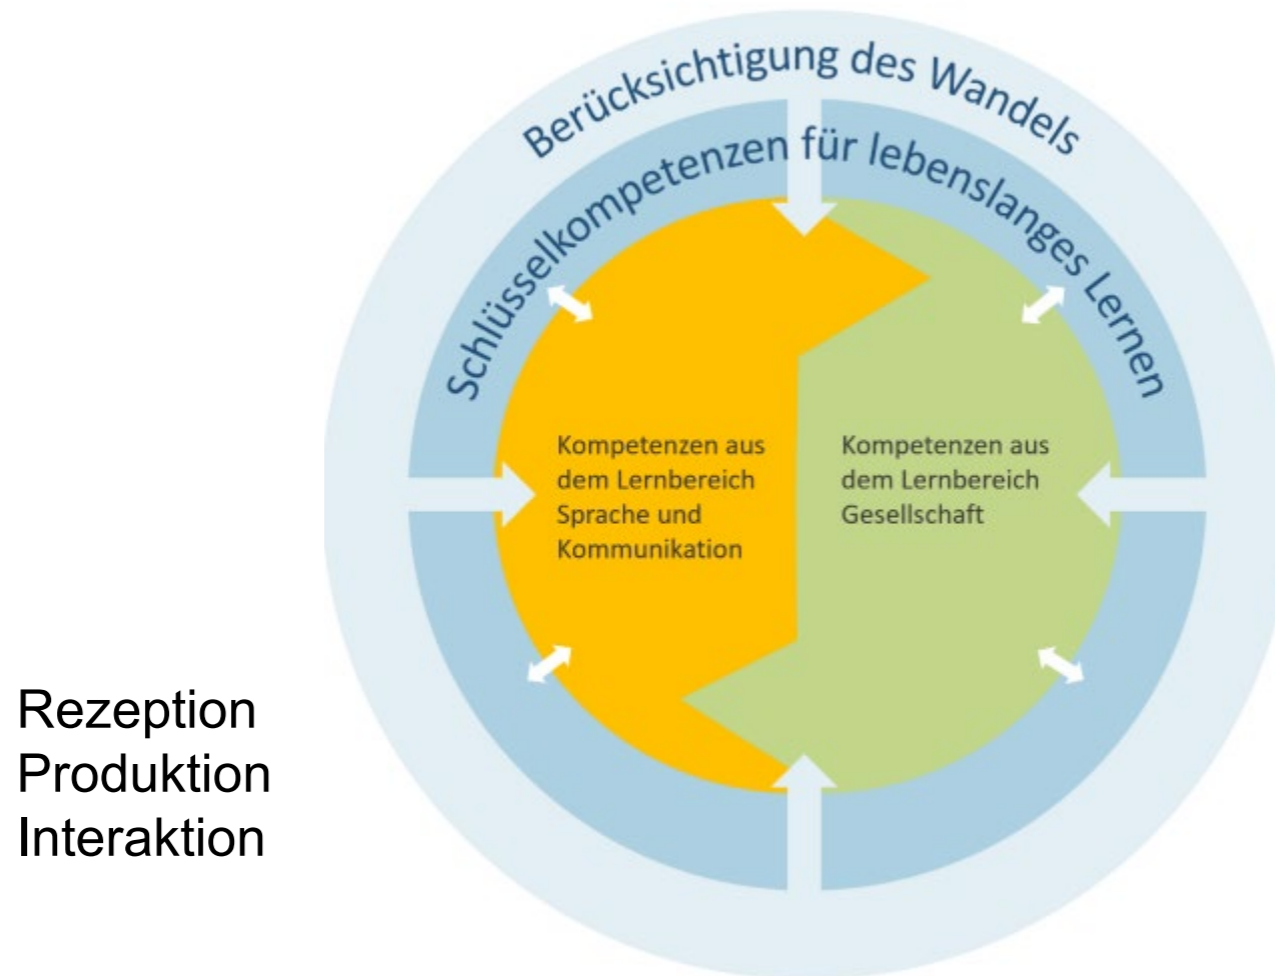 Berücksichtigung des Wandels
Schlüsselkompetenzen für lebenslanges Lernen
Kompetenzen aus
dem Lernbereich
Sprache und
Kommunikation
Kompetenzen aus
dem Lernbereich
Gesellschaft
Rezeption
Produktion
Interaktion